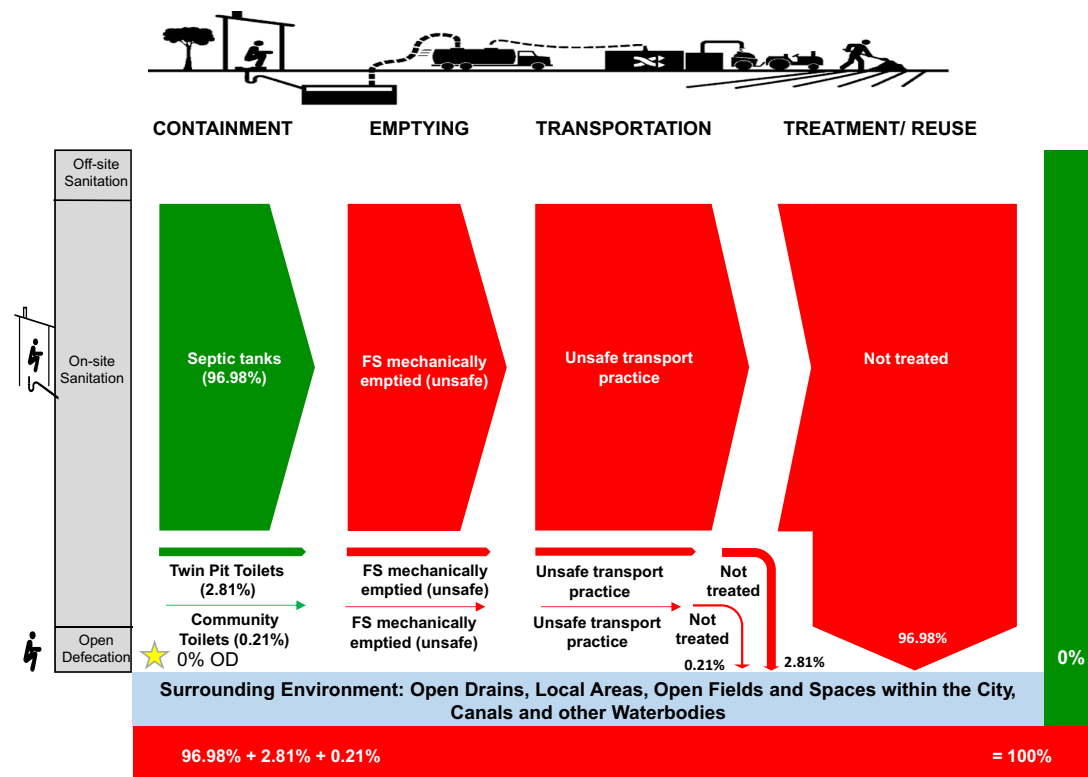 CONTAINMENT
EMPTYING
TRANSPORTATION
TREATMENT/ REUSE
Off-site
Sanitation
On-site
Sanitation
Open
Defecation
Septic tanks
(96.98%)
FS mechanically
emptied (unsafe)
Unsafe transport
practice
Not treated
Twin Pit Toilets
(2.81%)
FS mechanically
emptied (unsafe)
Unsafe transport
practice
Not
treated
Community
Toilets (0.21%)
FS mechanically
emptied (unsafe)
Unsafe transport
practice
Not
treated
0% OD
0.21%
2.81%
96.98%
0%
Surrounding Environment: Open Drains, Local Areas, Open Fields and Spaces within the City,
Canals and other Waterbodies
96.98% + 2.81% + 0.21%
= 100%